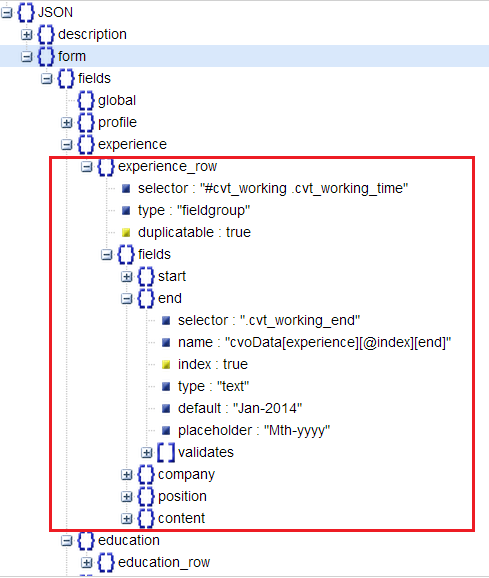 JSON
description
form
fields
global
profile
experience
experience_row
selector : "#cvt_working .cvt_working_time"
type : "fieldgroup"
duplicatable : true
fields
start
end
selector : ".cvt_working_end"
name : "cvoData[experience][@index][end]"
index : true
type : "text"
default : "Jan-2014"
placeholder : "Mth-yyyy"
validates
company
position
content
education
education_row